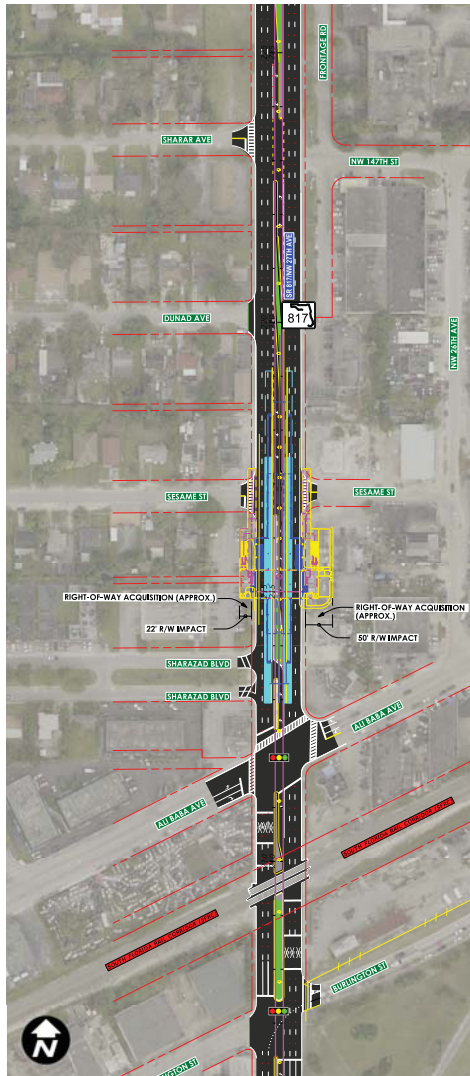 FRONTAGE RD
SHARAR AVE
NW 147TH ST
SR 817/NW 27TH AVE
817
DUNAD AVE
NW 26TH AVE
SESAME ST
SESAME ST
RIGHT-OF-WAY ACQUISITION (APPROX.)
22' R/W IMPACT
RIGHT-OF-WAY ACQUISITION
(APPROX.)
50' R/W IMPACT
SHARAZAD BLVD
SHARAZAD BLVD
ALI BABA AVE
ALI BABA AVE
SOUTH FLORIDA RAIL CORRIDOR (SFRC)
SOUTH FLORIDA RAIL CORRIDOR (SFRC)
BURLINGTON ST
INGTON ST
N